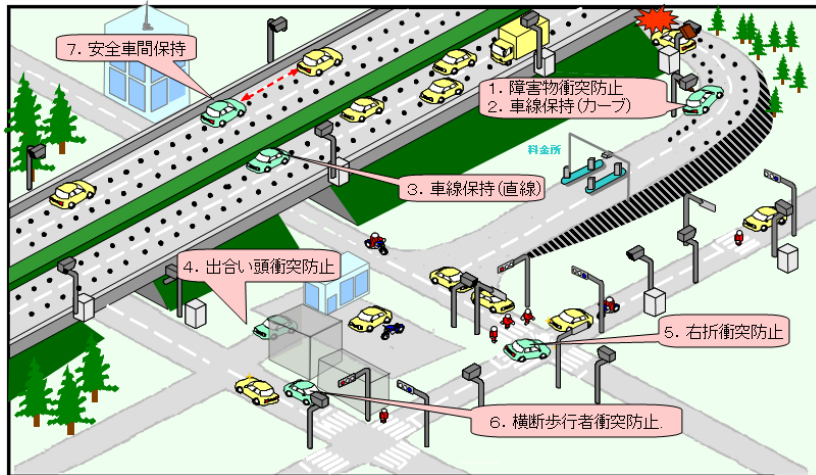 7. 安全車間保持
1. 障害物衝突防止
2. 車線保持(カーブ)
料金所
3. 車線保持(直線)
4. 出合い頭衝突防止
5. 右折衝突防止
6. 横断歩行者衝突防止.